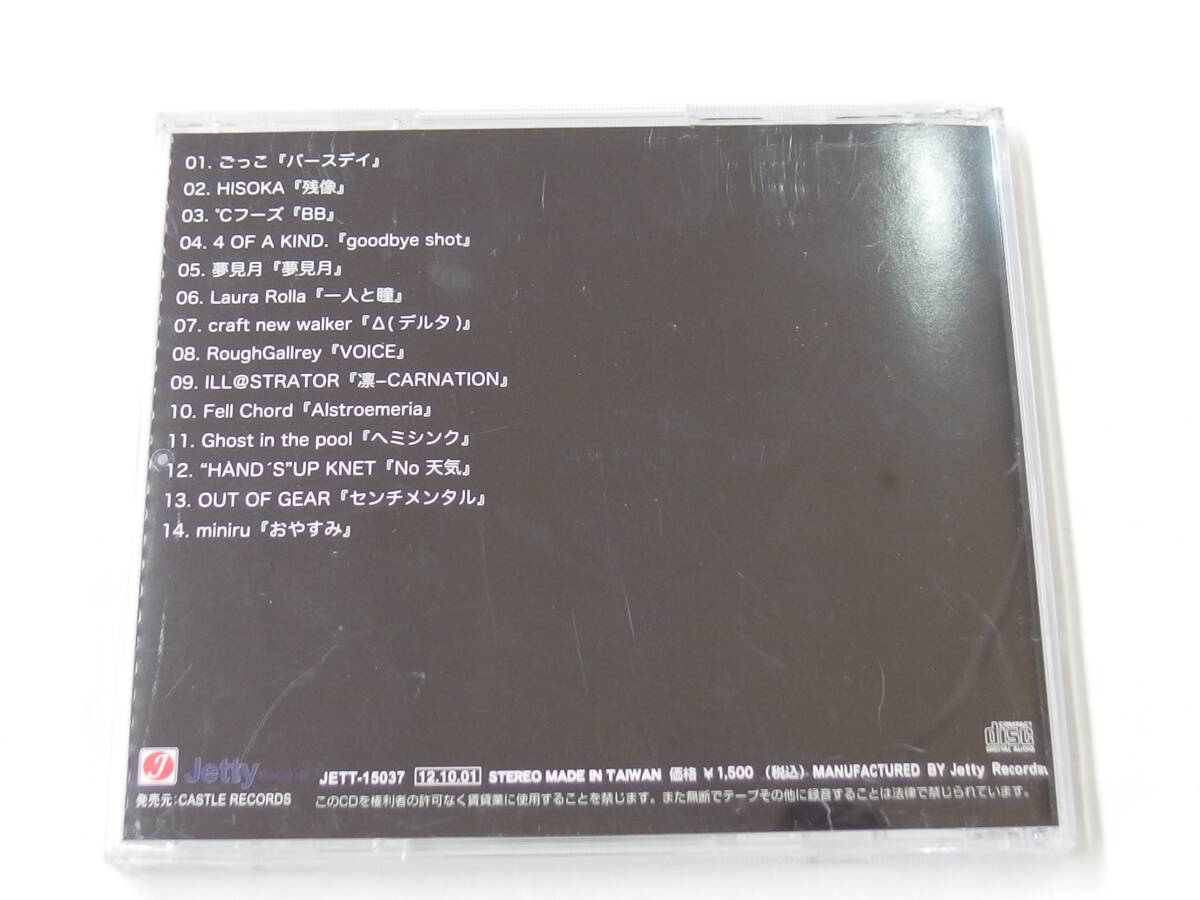 01. ごっこ『バースデイ』
02. HISOKA『残像』
03. ℃フーズ『BB』
04. 4 OF A KIND.『goodbye shot』
05. 夢見月『夢見月』
06. Laura Rolla『一人と瞳』
07. craft new walker『Δ(デルタ)』
08. RoughGallrey『VOICE』
09. ILL@STRATOR『凛–CARNATION』
10. Fell Chord『Alstroemeria』
11. Ghost in the pool『ヘミシンク』
12. “HAND´S”UP KNET『No 天気』
13. OUT OF GEAR『センチメンタル』
14. miniru『おやすみ』
COMPACT
disc
DIGITAL AUDIO
J Jetty Records JETT-15037 12.10.01 STEREO MADE IN TAIWAN 価格 ¥1,500 (税込) MANUFACTURED BY Jetty Records
発売元:CASTLE RECORDS このCDを権利者の許可なく賃貸業に使用することを禁じます。また無断でテープその他に録音することは法律で禁じられています。